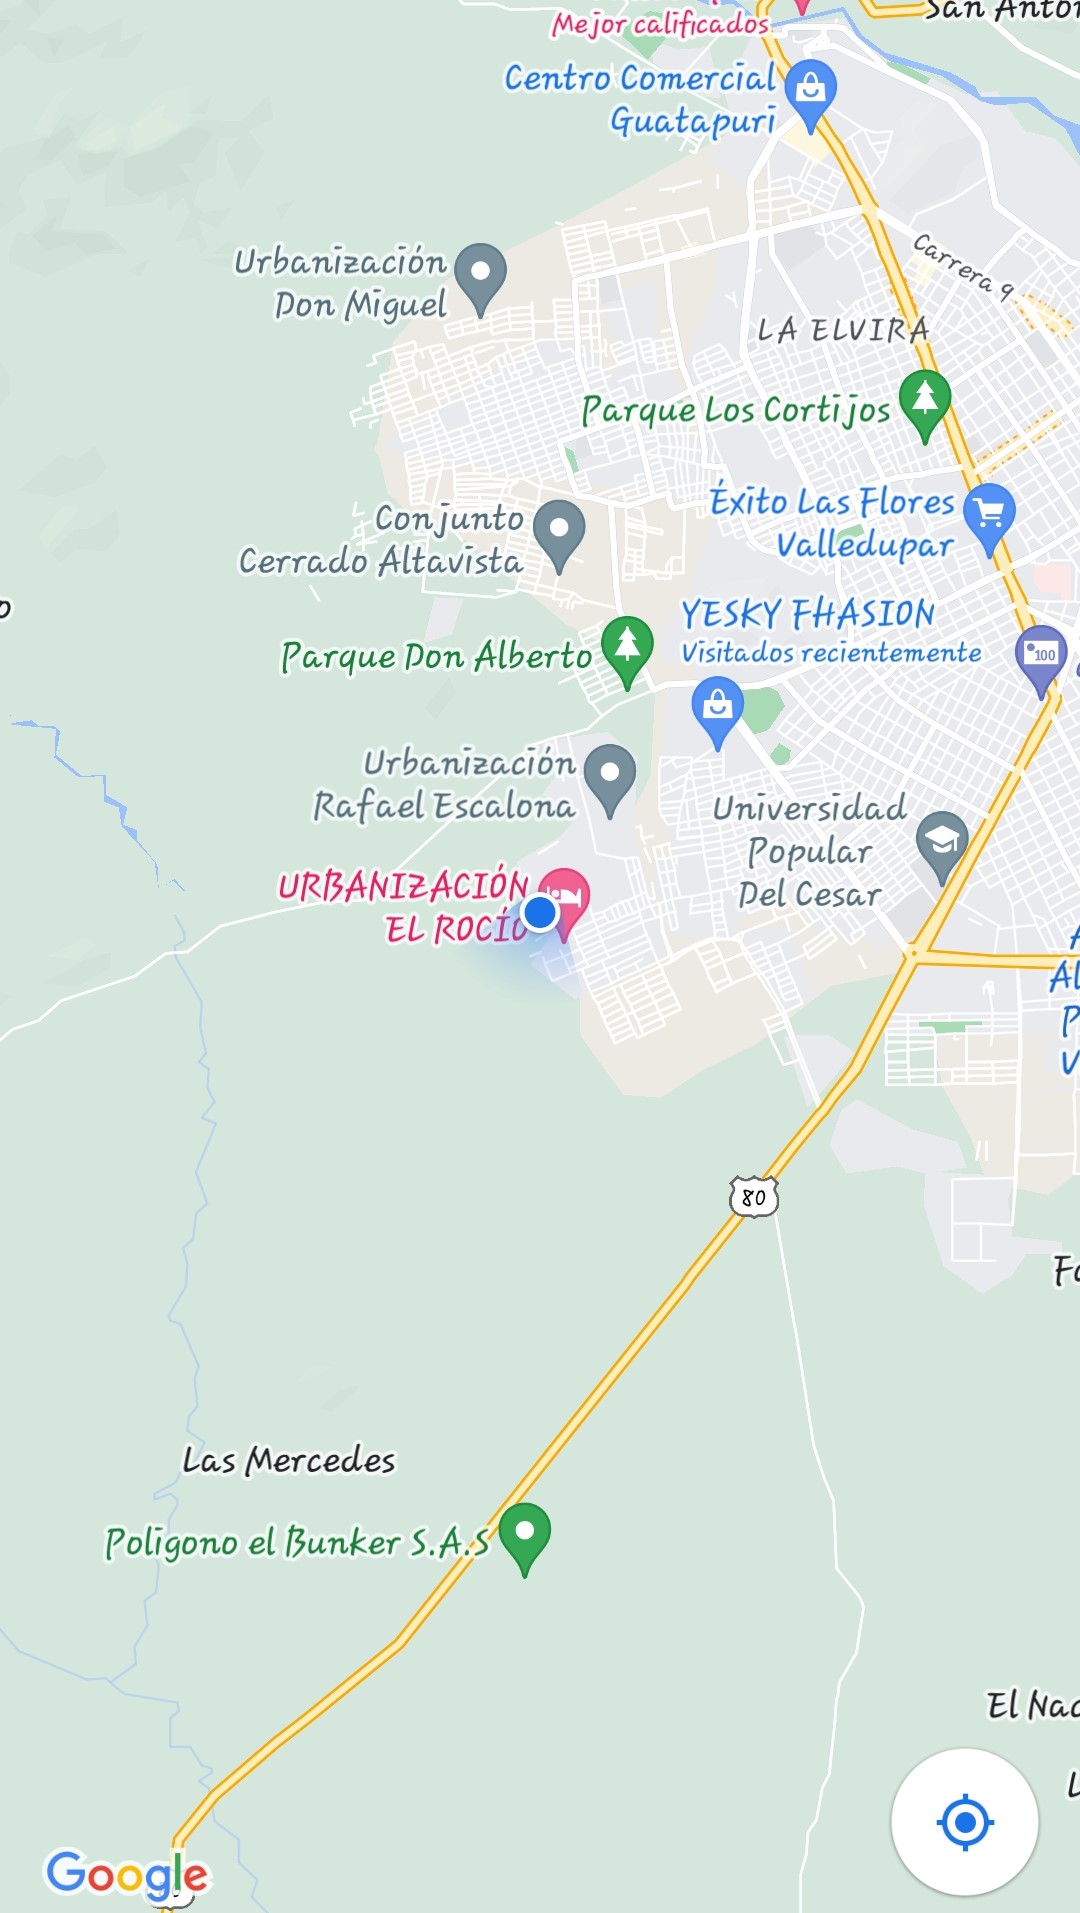 San Anto
Mejor calificados
Centro Comercial
Guatapuri
Carrera 9
Urbanización
Don Miguel
LA ELVIRA
Parque Los Cortijos
Éxito Las Flores
Valledupar
Conjunto
Cerrado Altavista
YESKY FHASION
Visitados recientemente
100
Parque Don Alberto
Urbanización
Rafael Escalona
Universidad
Popular
Del Cesar
URBANIZACIÓN
EL ROCÍO
Al
P
V
80
Las Mercedes
Poligono el Bunker S.A.S
El Nac
Google